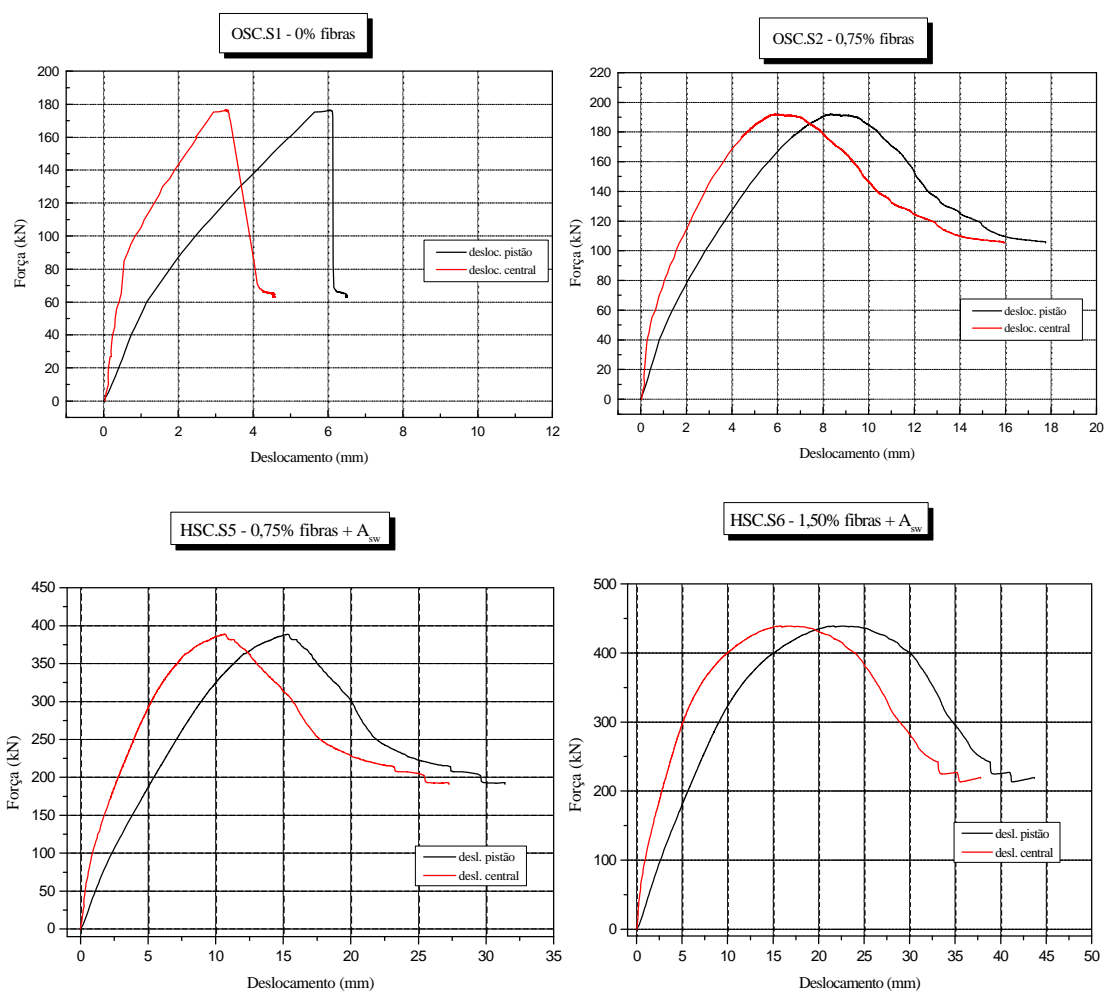 OSC.S1 - 0% fibras
200
180
160
140
120
100
80
60
40
20
0
Força (kN)
desloc. pistão
desloc. central
0 2 4 6 8 10 12
Deslocamento (mm)
OSC.S2 - 0,75% fibras
220
200
180
160
140
120
100
80
60
40
20
0
Força (kN)
desloc. pistão
desloc. central
0 2 4 6 8 10 12 14 16 18 20
Deslocamento (mm)
HSC.S5 - 0,75% fibras + Asw
450
400
350
300
250
200
150
100
50
0
Força (kN)
desl. pistão
desl. central
0 5 10 15 20 25 30 35
Deslocamento (mm)
HSC.S6 - 1,50% fibras + Asw
500
400
300
200
100
0
Força (kN)
desl. pistão
desl. central
0 5 10 15 20 25 30 35 40 45 50
Deslocamento (mm)